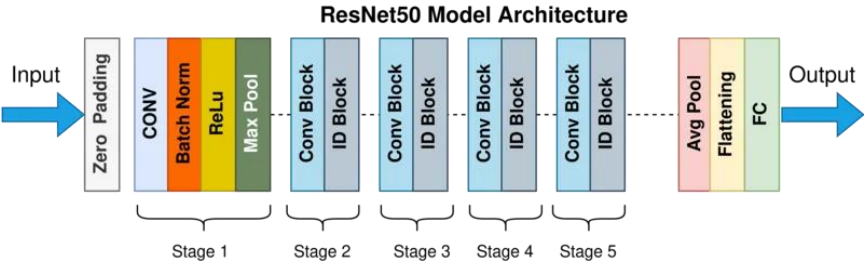 ResNet50 Model Architecture
Input
Zero Padding
CONV
Batch Norm
ReLu
Max Pool
Conv Block
ID Block
Conv Block
ID Block
Conv Block
ID Block
Conv Block
ID Block
Avg Pool
Flattening
FC
Output
Stage 1
Stage 2
Stage 3
Stage 4
Stage 5